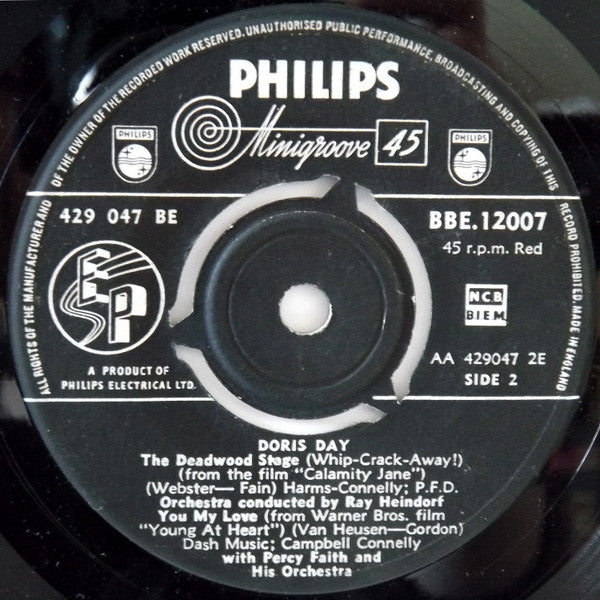 ALL RIGHTS OF THE MANUFACTURER AND OF THE OWNER OF THE RECORDED WORK RESERVED. UNAUTHORISED PUBLIC PERFORMANCE, BROADCASTING AND COPYING OF THIS RECORD PROHIBITED. MADE IN ENGLAND
PHILIPS
PHILIPS
Minigroove 45
PHILIPS
429 047 BE
BBE.12007
45 r.p.m. Red
EP
N.C.B.
B.I.E.M.
A PRODUCT OF
PHILIPS ELECTRICAL LTD.
AA 429047 2E
SIDE 2
DORIS DAY
The Deadwood Stage (Whip-Crack-Away!)
(from the film "Calamity Jane")
(Webster— Fain) Harms-Connelly; P.F.D.
Orchestra conducted by Ray Heindorf
You My Love (from Warner Bros. film
"Young At Heart") (Van Heusen—Gordon)
Dash Music; Campbell Connelly
with Percy Faith and
His Orchestra